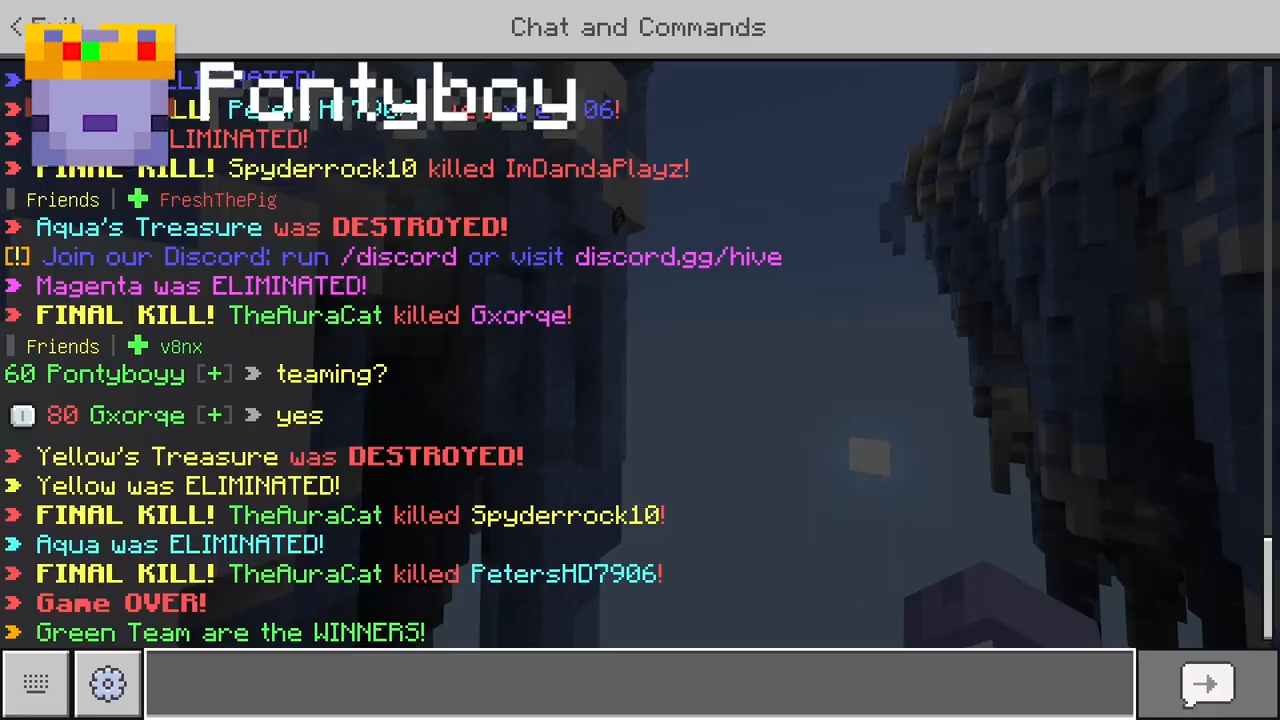 Chat and Commands
Pontyboy
FINAL KILL! Spyderrock10 killed ImDandaPlayz!
Friends | + FreshThePig
Aqua's Treasure was DESTROYED!
[!] Join our Discord: run /discord or visit discord.gg/hive
Magenta was ELIMINATED!
FINAL KILL! TheAuraCat killed Gxorqe!
Friends | + v8nx
60 Pontyboyy [+] teaming?
80 Gxorqe [+] yes
Yellow's Treasure was DESTROYED!
Yellow was ELIMINATED!
FINAL KILL! TheAuraCat killed Spyderrock10!
Aqua was ELIMINATED!
FINAL KILL! TheAuraCat killed PetersHD7906!
Game OVER!
Green Team are the WINNERS!